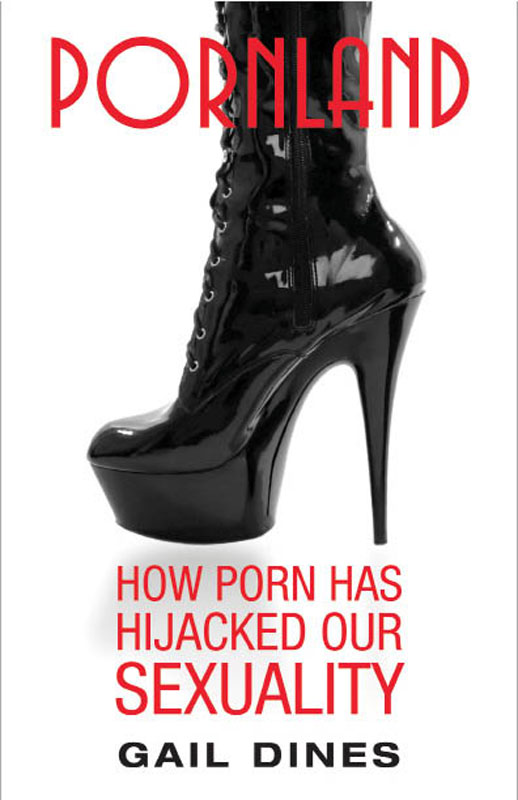 PORNLAND
HOW PORN HAS
HIJACKED OUR
SEXUALITY
GAIL DINES